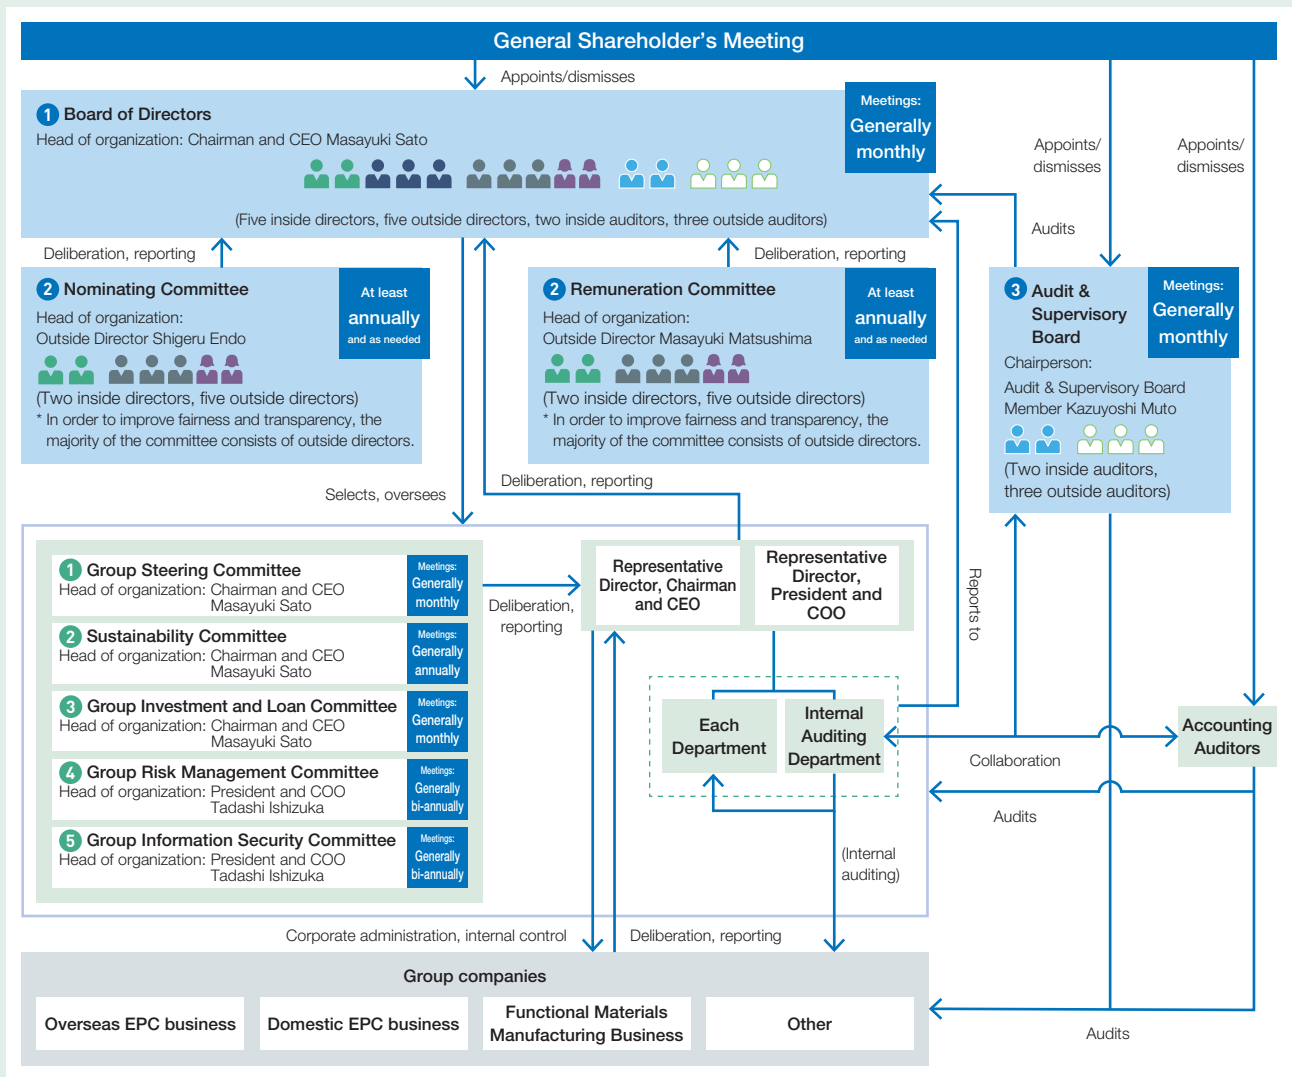 General Shareholder's Meeting
Appoints/dismisses
1 Board of Directors
Head of organization: Chairman and CEO Masayuki Sato
(Five inside directors, five outside directors, two inside auditors, three outside auditors)
Meetings:
Generally
monthly
Appoints/
dismisses
Appoints/
dismisses
Audits
Deliberation, reporting
Deliberation, reporting
2 Nominating Committee
Head of organization:
Outside Director Shigeru Endo
(Two inside directors, five outside directors)
* In order to improve fairness and transparency, the
majority of the committee consists of outside directors.
At least
annually
and as needed
2 Remuneration Committee
Head of organization:
Outside Director Masayuki Matsushima
(Two inside directors, five outside directors)
* In order to improve fairness and transparency, the
majority of the committee consists of outside directors.
At least
annually
and as needed
3 Audit &
Supervisory
Board
Chairperson:
Audit & Supervisory Board
Member Kazuyoshi Muto
(Two inside auditors,
three outside auditors)
Meetings:
Generally
monthly
Selects, oversees
Deliberation, reporting
1 Group Steering Committee
Head of organization: Chairman and CEO
Masayuki Sato
Meetings:
Generally
monthly
2 Sustainability Committee
Head of organization: Chairman and CEO
Masayuki Sato
Meetings:
Generally
annually
3 Group Investment and Loan Committee
Head of organization: Chairman and CEO
Masayuki Sato
Meetings:
Generally
monthly
4 Group Risk Management Committee
Head of organization: President and COO
Tadashi Ishizuka
Meetings:
Generally
bi-annually
5 Group Information Security Committee
Head of organization: President and COO
Tadashi Ishizuka
Meetings:
Generally
bi-annually
Deliberation,
reporting
Representative
Director, Chairman
and CEO
Representative
Director,
President and
COO
Reports to
Each
Department
Internal
Auditing
Department
Collaboration
Accounting
Auditors
Audits
(Internal
auditing)
Corporate administration, internal control
Deliberation, reporting
Group companies
Overseas EPC business
Domestic EPC business
Functional Materials
Manufacturing Business
Other
Audits